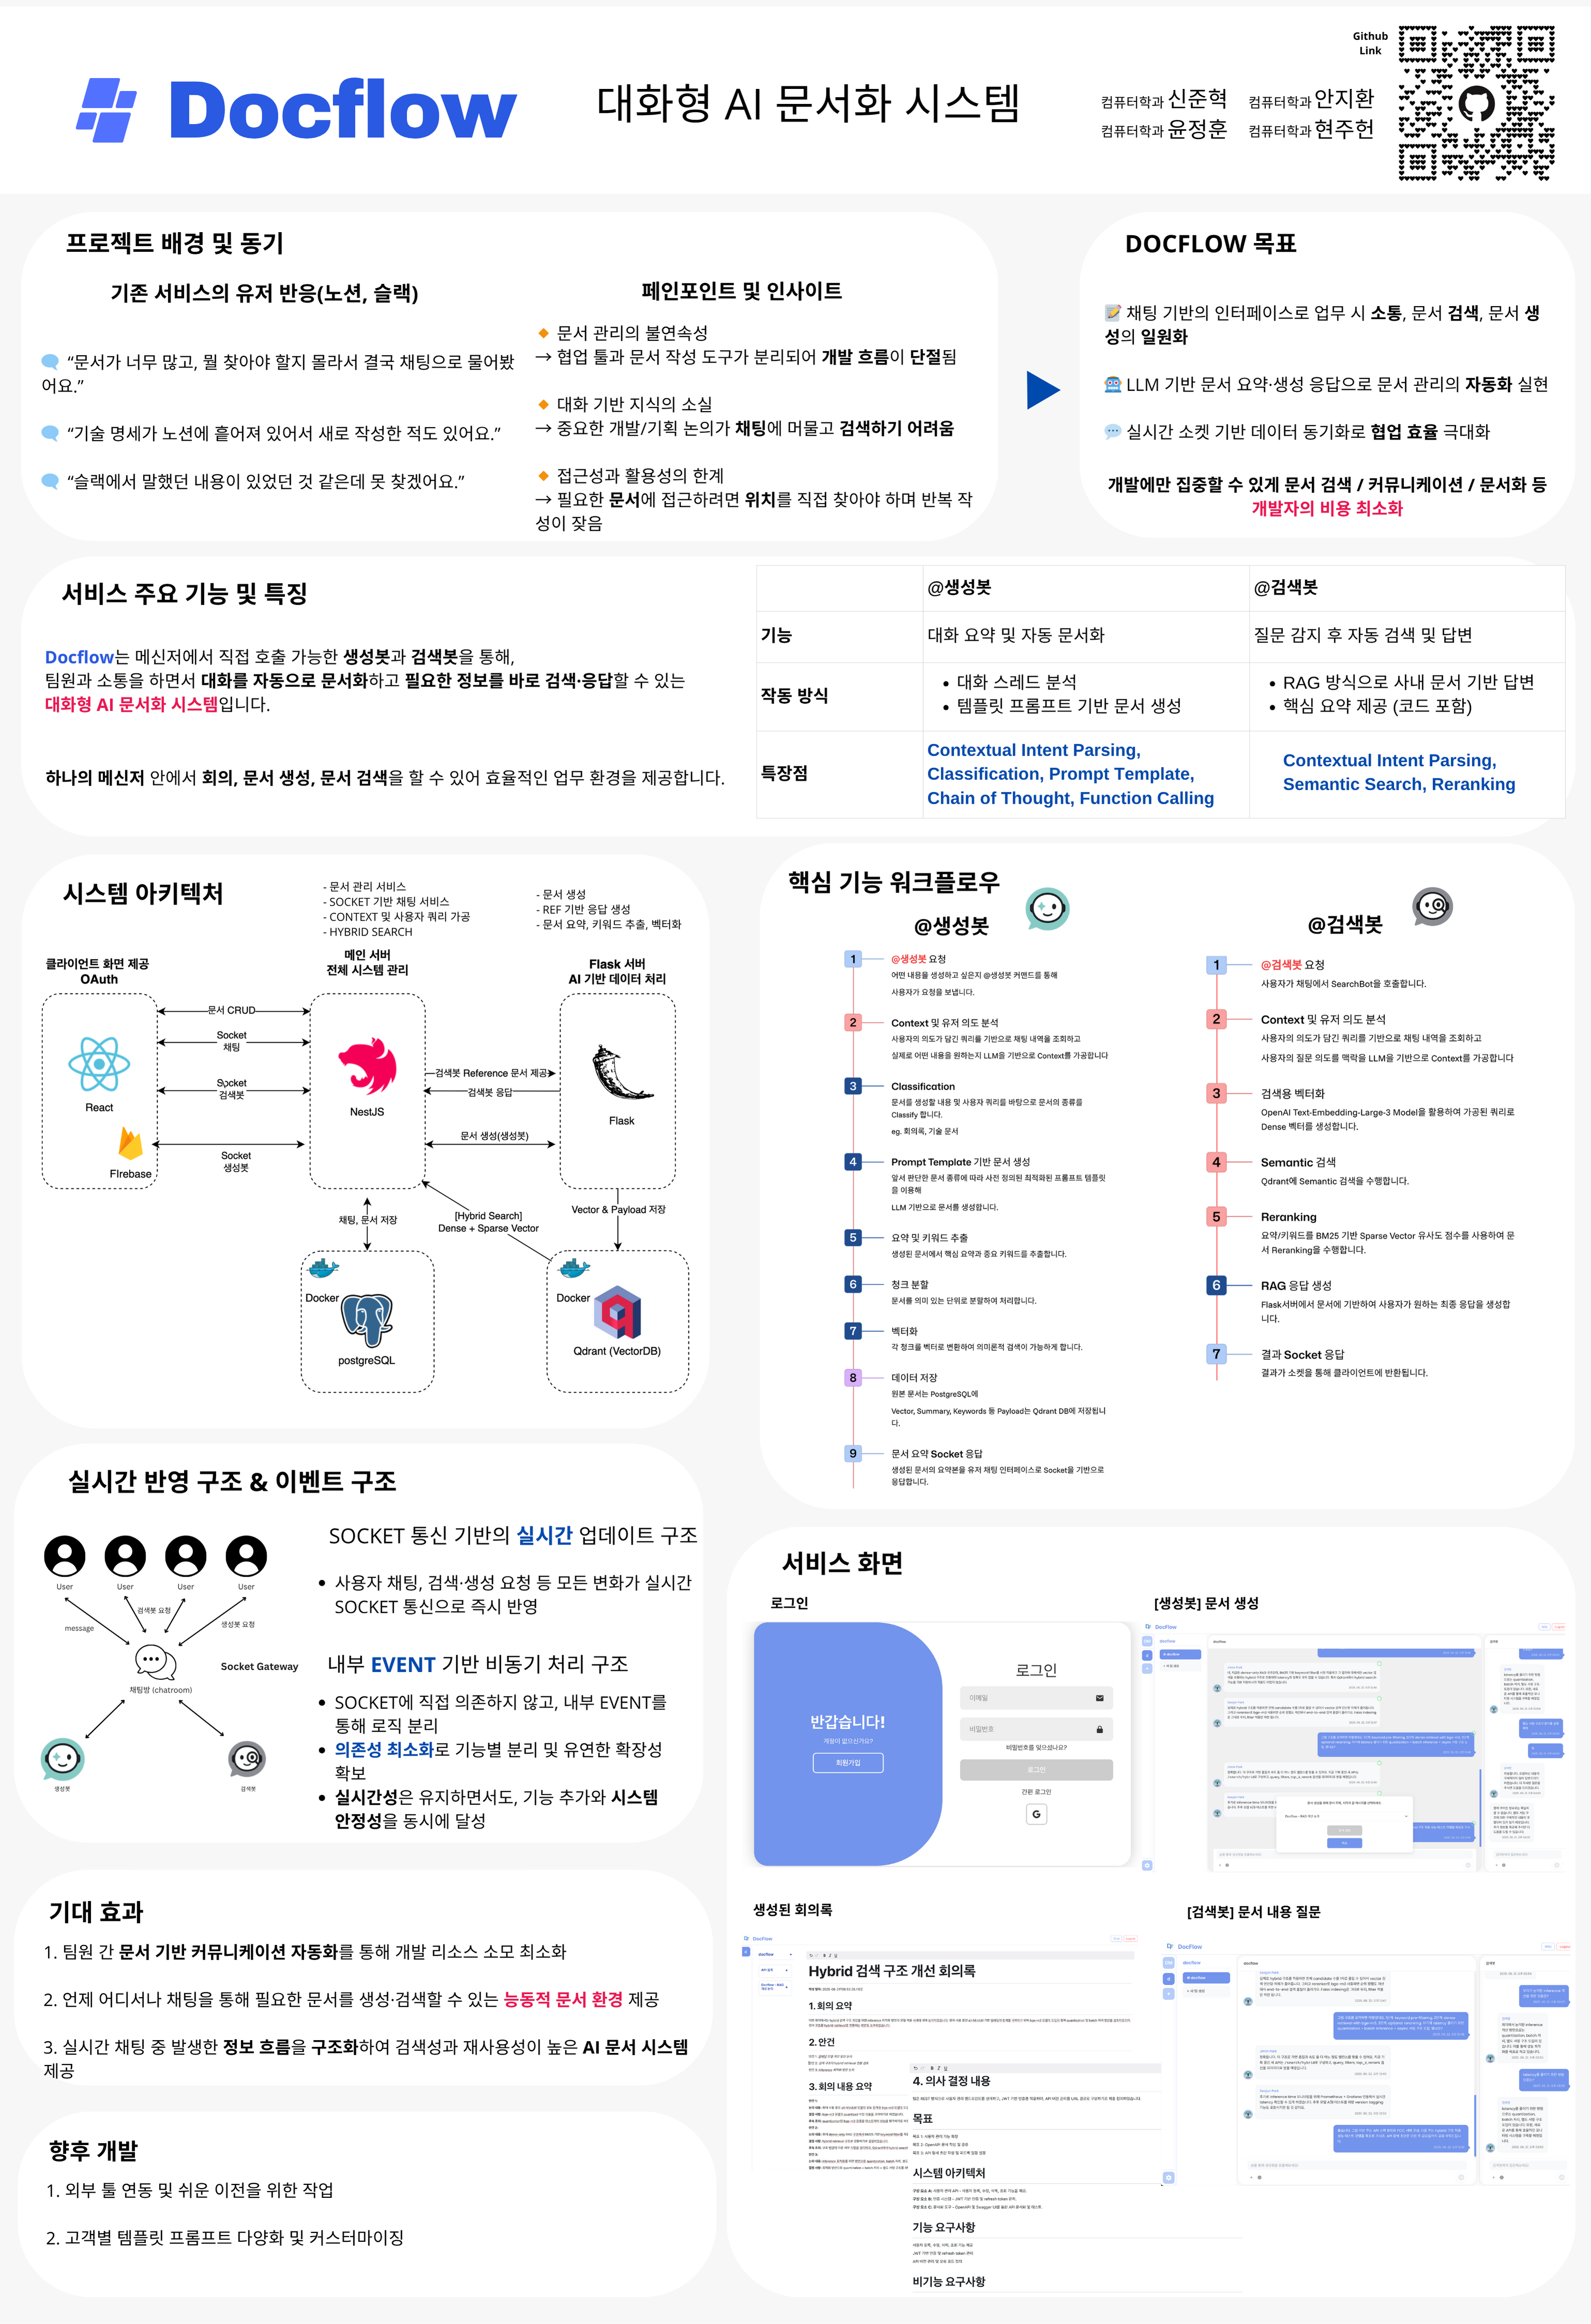 Docflow
대화형 AI 문서화 시스템
Github
Link
컴퓨터학과 신준혁 컴퓨터학과 안지환
컴퓨터학과 윤정훈 컴퓨터학과 현주헌
프로젝트 배경 및 동기
기존 서비스의 유저 반응(노션, 슬랙)
“문서가 너무 많고, 뭘 찾아야 할지 몰라서 결국 채팅으로 물어봤
어요.”
“기술 명세가 노션에 흩어져 있어서 새로 작성한 적도 있어요.”
“슬랙에서 말했던 내용이 있었던 것 같은데 못 찾겠어요.”
페인포인트 및 인사이트
문서 관리의 불연속성
→ 협업 툴과 문서 작성 도구가 분리되어 개발 흐름이 단절됨
대화 기반 지식의 소실
→ 중요한 개발/기획 논의가 채팅에 머물고 검색하기 어려움
접근성과 활용성의 한계
→ 필요한 문서에 접근하려면 위치를 직접 찾아야 하며 반복 작
성이 잦음
DOCFLOW 목표
채팅 기반의 인터페이스로 업무 시 소통, 문서 검색, 문서 생
성의 일원화
LLM 기반 문서 요약·생성 응답으로 문서 관리의 자동화 실현
실시간 소켓 기반 데이터 동기화로 협업 효율 극대화
개발에만 집중할 수 있게 문서 검색 / 커뮤니케이션 / 문서화 등
개발자의 비용 최소화
서비스 주요 기능 및 특징
Docflow는 메신저에서 직접 호출 가능한 생성봇과 검색봇을 통해,
팀원과 소통을 하면서 대화를 자동으로 문서화하고 필요한 정보를 바로 검색·응답할 수 있는
대화형 AI 문서화 시스템입니다.
하나의 메신저 안에서 회의, 문서 생성, 문서 검색을 할 수 있어 효율적인 업무 환경을 제공합니다.
@생성봇 @검색봇
기능 대화 요약 및 자동 문서화 질문 감지 후 자동 검색 및 답변
작동 방식
• 대화 스레드 분석
• 템플릿 프롬프트 기반 문서 생성
• RAG 방식으로 사내 문서 기반 답변
• 핵심 요약 제공 (코드 포함)
특장점
Contextual Intent Parsing,
Classification, Prompt Template,
Chain of Thought, Function Calling
Contextual Intent Parsing,
Semantic Search, Reranking
시스템 아키텍처
- 문서 관리 서비스
- SOCKET 기반 채팅 서비스
- CONTEXT 및 사용자 쿼리 가공
- HYBRID SEARCH
- 문서 생성
- REF 기반 응답 생성
- 문서 요약, 키워드 추출, 벡터화
클라이언트 화면 제공
OAuth
메인 서버
전체 시스템 관리
Flask 서버
AI 기반 데이터 처리
문서 CRUD
Socket
채팅
Socket
검색봇
Socket
생성봇
React
FIrebase
NestJS
검색봇 Reference 문서 제공
검색봇 응답
문서 생성(생성봇)
Flask
채팅, 문서 저장
[Hybrid Search]
Dense + Sparse Vector
Vector & Payload 저장
Docker
postgreSQL
Docker
Qdrant (VectorDB)
핵심 기능 워크플로우
@생성봇
1 @생성봇 요청
어떤 내용을 생성하고 싶은지 @생성봇 커맨드를 통해
사용자가 요청을 보냅니다.
2 Context 및 유저 의도 분석
사용자의 의도가 담긴 쿼리를 기반으로 채팅 내역을 조회하고
실제로 어떤 내용을 원하는지 LLM을 기반으로 Context를 가공합니다
3 Classification
문서를 생성할 내용 및 사용자 쿼리를 바탕으로 문서의 종류를
Classify 합니다.
eg. 회의록, 기술 문서
4 Prompt Template 기반 문서 생성
앞서 판단한 문서 종류에 따라 사전 정의된 최적화된 프롬프트 템플릿
을 이용해
LLM 기반으로 문서를 생성합니다.
5 요약 및 키워드 추출
생성된 문서에서 핵심 요약과 중요 키워드를 추출합니다.
6 청크 분할
문서를 의미 있는 단위로 분할하여 처리합니다.
7 벡터화
각 청크를 벡터로 변환하여 의미론적 검색이 가능하게 합니다.
8 데이터 저장
원본 문서는 PostgreSQL에
Vector, Summary, Keywords 등 Payload는 Qdrant DB에 저장됩니
다.
9 문서 요약 Socket 응답
생성된 문서의 요약본을 유저 채팅 인터페이스로 Socket을 기반으로
응답합니다.
@검색봇
1 @검색봇 요청
사용자가 채팅에서 SearchBot을 호출합니다.
2 Context 및 유저 의도 분석
사용자의 의도가 담긴 쿼리를 기반으로 채팅 내역을 조회하고
사용자의 질문 의도를 맥락을 LLM을 기반으로 Context를 가공합니다
3 검색용 벡터화
OpenAI Text-Embedding-Large-3 Model을 활용하여 가공된 쿼리로
Dense 벡터를 생성합니다.
4 Semantic 검색
Qdrant에 Semantic 검색을 수행합니다.
5 Reranking
요약/키워드를 BM25 기반 Sparse Vector 유사도 점수를 사용하여 문
서 Reranking을 수행합니다.
6 RAG 응답 생성
Flask서버에서 문서에 기반하여 사용자가 원하는 최종 응답을 생성합
니다.
7 결과 Socket 응답
결과가 소켓을 통해 클라이언트에 반환됩니다.
실시간 반영 구조 & 이벤트 구조
User User User User
message
검색봇 요청
생성봇 요청
Socket Gateway
채팅방 (chatroom)
생성봇
검색봇
SOCKET 통신 기반의 실시간 업데이트 구조
• 사용자 채팅, 검색·생성 요청 등 모든 변화가 실시간
SOCKET 통신으로 즉시 반영
내부 EVENT 기반 비동기 처리 구조
• SOCKET에 직접 의존하지 않고, 내부 EVENT를
통해 로직 분리
• 의존성 최소화로 기능별 분리 및 유연한 확장성
확보
• 실시간성은 유지하면서도, 기능 추가와 시스템
안정성을 동시에 달성
기대 효과
1. 팀원 간 문서 기반 커뮤니케이션 자동화를 통해 개발 리소스 소모 최소화
2. 언제 어디서나 채팅을 통해 필요한 문서를 생성·검색할 수 있는 능동적 문서 환경 제공
3. 실시간 채팅 중 발생한 정보 흐름을 구조화하여 검색성과 재사용성이 높은 AI 문서 시스템
제공
향후 개발
1. 외부 툴 연동 및 쉬운 이전을 위한 작업
2. 고객별 템플릿 프롬프트 다양화 및 커스터마이징
서비스 화면
로그인
반갑습니다!
계정이 없으신가요?
회원가입
로그인
이메일
비밀번호
비밀번호를 잊으셨나요?
로그인
간편 로그인
G
[생성봇] 문서 생성
DocFlow
docflow
생성된 회의록
DocFlow
docflow
Hybrid 검색 구조 개선 회의록
1. 회의 요약
2. 안건
3. 회의 내용 요약
4. 의사 결정 내용
목표
시스템 아키텍처
기능 요구사항
비기능 요구사항
[검색봇] 문서 내용 질문
DocFlow
docflow